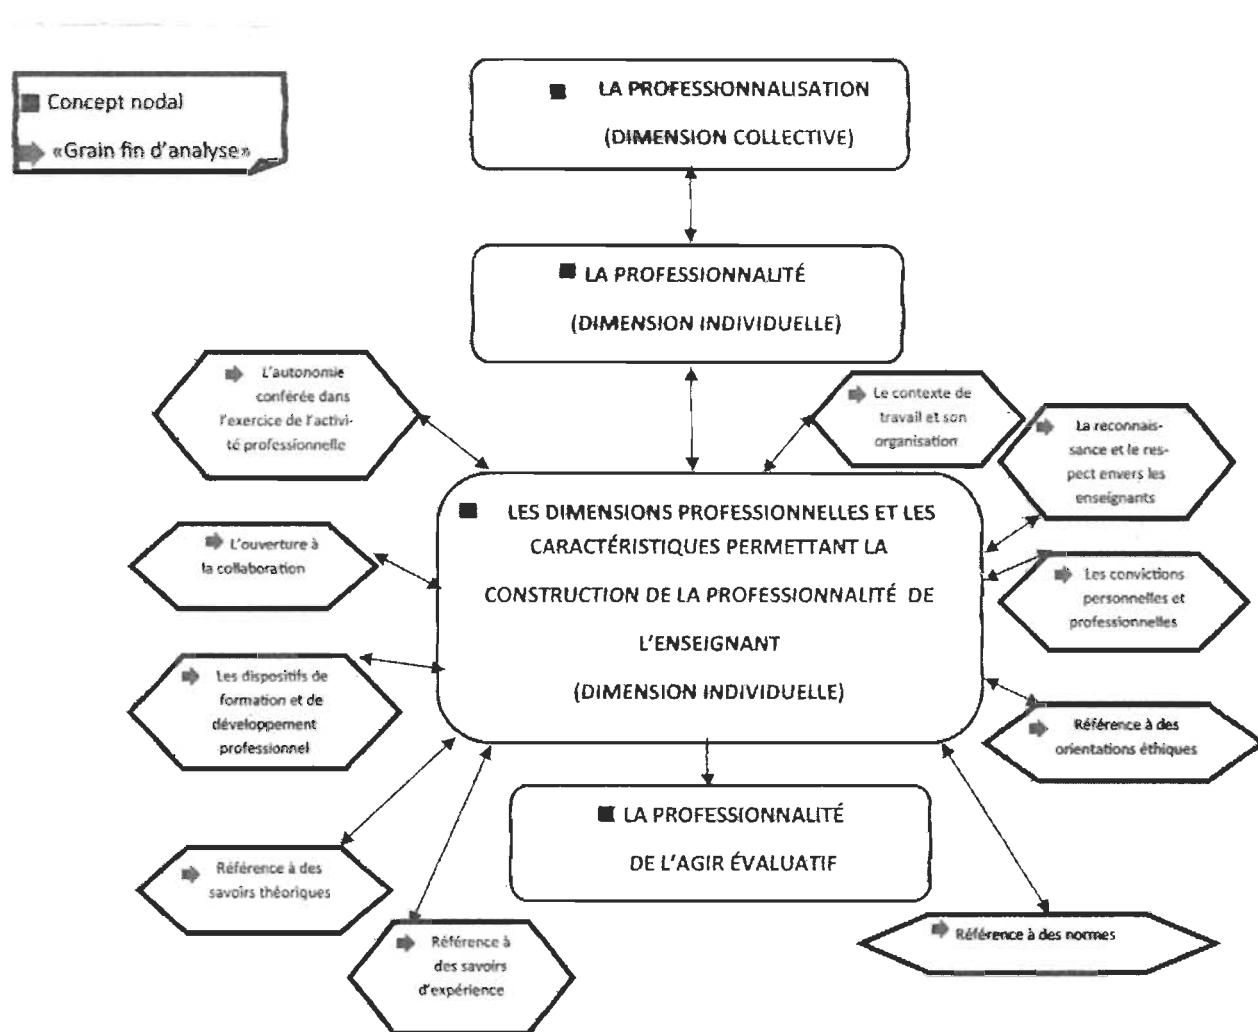 Concept nodal
«Grain fin d'analyse»
LA PROFESSIONNALISATION
(DIMENSION COLLECTIVE)
LA PROFESSIONNALITÉ
(DIMENSION INDIVIDUELLE)
L'autonomie
conférée dans
l'exercice de l'activi-
té professionnelle
Le contexte de
travail et son
organisation
La reconnais-
sance et le res-
pect envers les
enseignants
LES DIMENSIONS PROFESSIONNELLES ET LES
CARACTÉRISTIQUES PERMETTANT LA
CONSTRUCTION DE LA PROFESSIONNALITÉ DE
L'ENSEIGNANT
(DIMENSION INDIVIDUELLE)
L'ouverture à
la collaboration
Les convictions
personnelles et
professionnelles
Les dispositifs de
formation et de
développement
professionnel
Référence à des
orientations éthiques
LA PROFESSIONNALITÉ
DE L'AGIR ÉVALUATIF
Référence à des
savoirs théoriques
Référence à
des savoirs
d'expérience
Référence à des normes